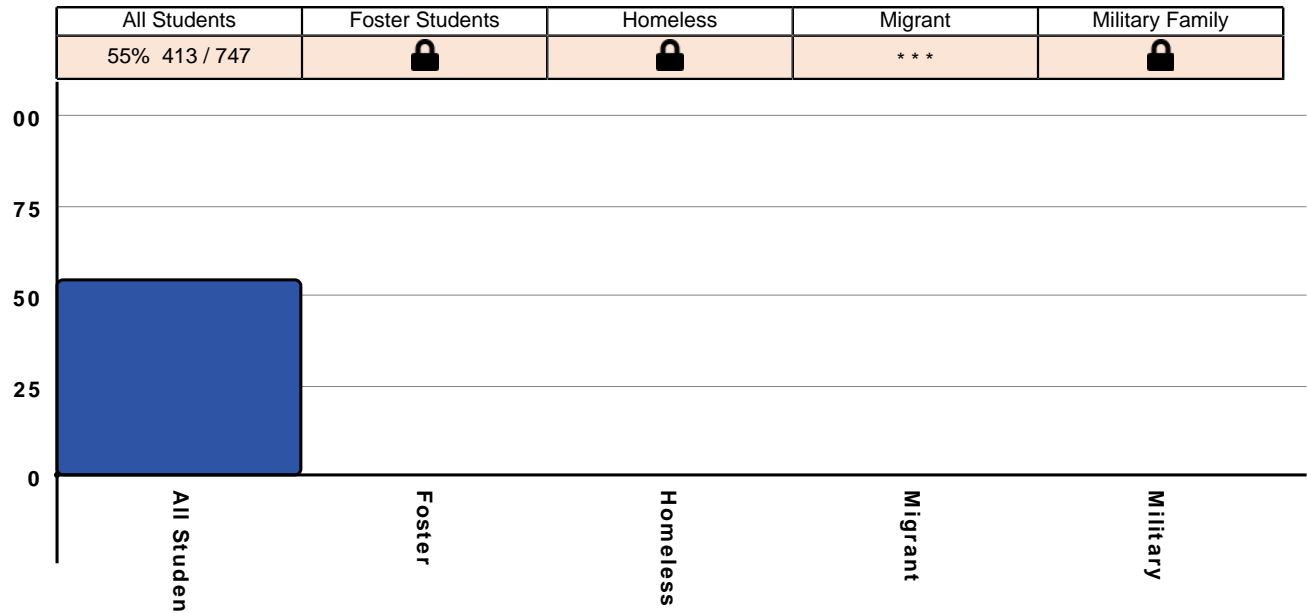 All Students Foster Students Homeless Migrant Military Family
55% 413 / 747 * * *
00
75
50
25
0
All Studen
Foster
Homeless
Migrant
Military